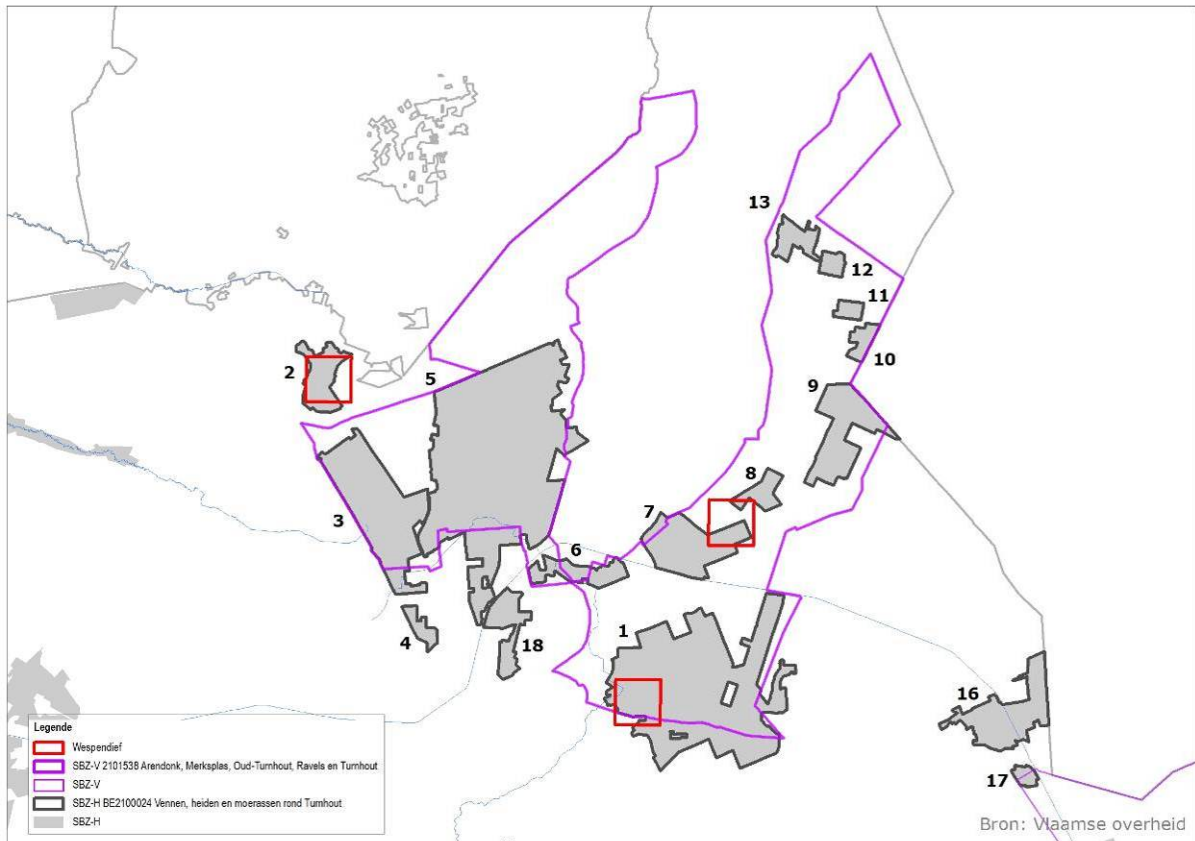 13
12
11
10
2
5
9
8
7
3
6
1
4
18
16
17
Legende
Wespendief
SBZ-V 2101538 Arendonk, Merksplas, Oud-Turnhout, Ravels en Turnhout
SBZ-V
SBZ-H BE2100024 Vennen, heiden en moerassen rond Turnhout
SBZ-H
Bron: Vlaamse overheid